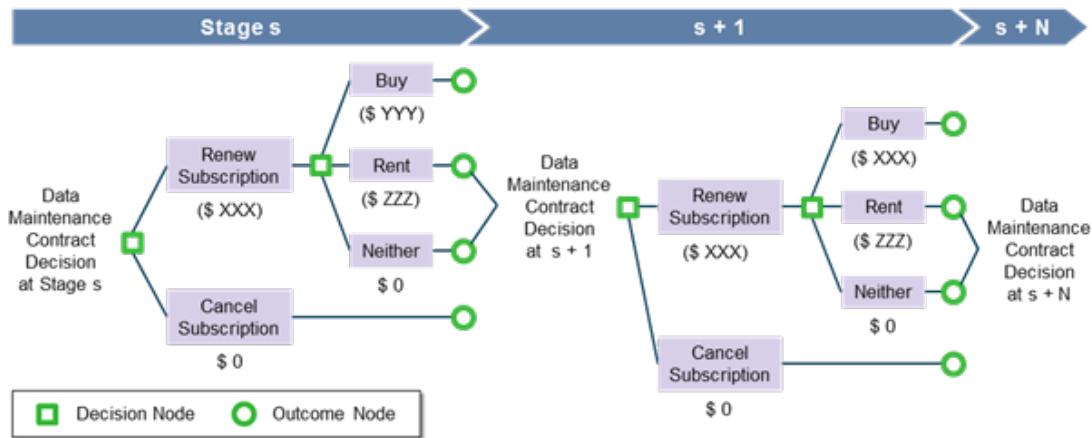 Stage s
s + 1
s + N
Buy
($ YYY)
Renew
Subscription
($ XXX)
Rent
($ ZZZ)
Neither
$ 0
Data
Maintenance
Contract
Decision
at Stage s
Cancel
Subscription
$ 0
Data
Maintenance
Contract
Decision
at s + 1
Buy
($ XXX)
Renew
Subscription
($ XXX)
Rent
($ ZZZ)
Neither
$ 0
Cancel
Subscription
$ 0
Data
Maintenance
Contract
Decision
at s + N
Decision Node
Outcome Node